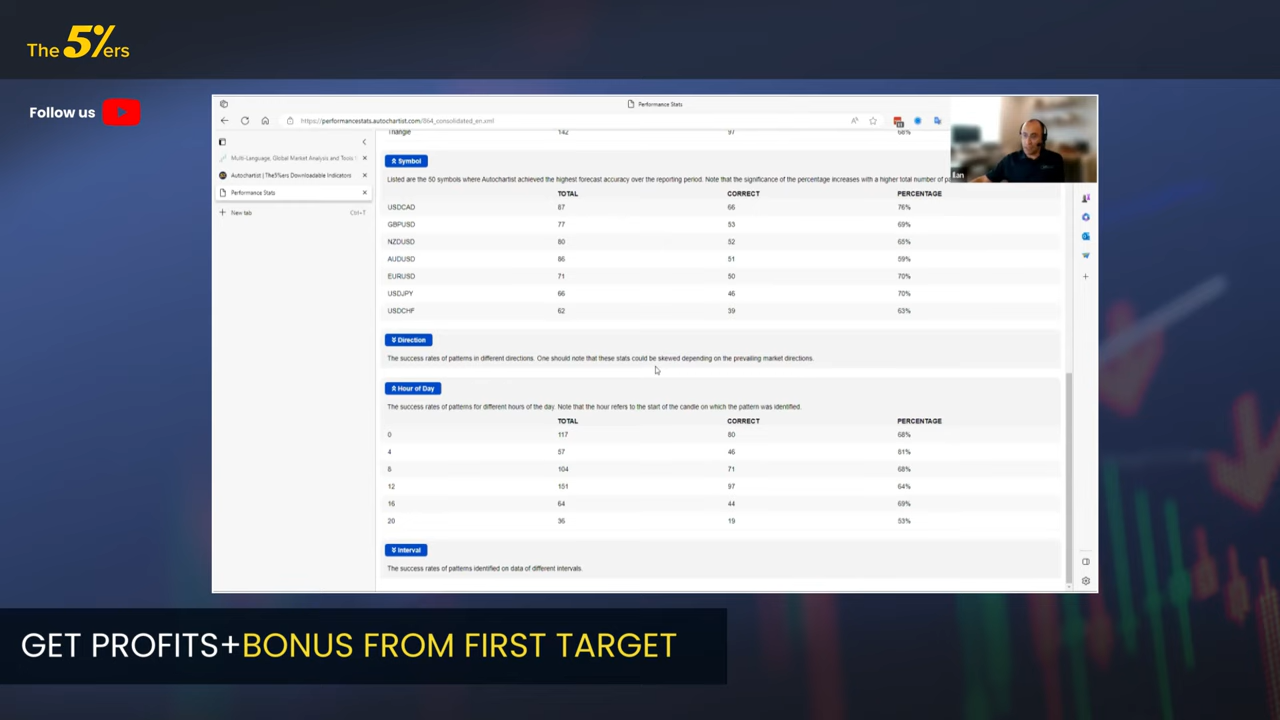 The 5%ers
Follow us
Performance Stats
https://performancestats.autochartist.com/864_consolidated_en.xml
Multi-Language, Global Market Analysis and Tools
Autochartist | The5%ers Downloadable Indicators
Performance Stats
New tab Ctrl+T
Triangle 142 97 68%
Symbol
Listed are the 50 symbols where Autochartist achieved the highest forecast accuracy over the reporting period. Note that the significance of the percentage increases with a higher total number of
TOTAL CORRECT PERCENTAGE
USDCAD 87 66 76%
GBPUSD 77 53 69%
NZDUSD 80 52 65%
AUDUSD 86 51 59%
EURUSD 71 50 70%
USDJPY 66 46 70%
USDCHF 62 39 63%
Direction
The success rates of patterns in different directions. One should note that these stats could be skewed depending on the prevailing market directions.
Hour of Day
The success rates of patterns for different hours of the day. Note that the hour refers to the start of the candle on which the pattern was identified.
TOTAL CORRECT PERCENTAGE
0 117 80 68%
4 57 46 81%
8 104 71 68%
12 151 97 64%
16 64 44 69%
20 36 19 53%
Interval
The success rates of patterns identified on data of different intervals.
Ilan
GET PROFITS+BONUS FROM FIRST TARGET